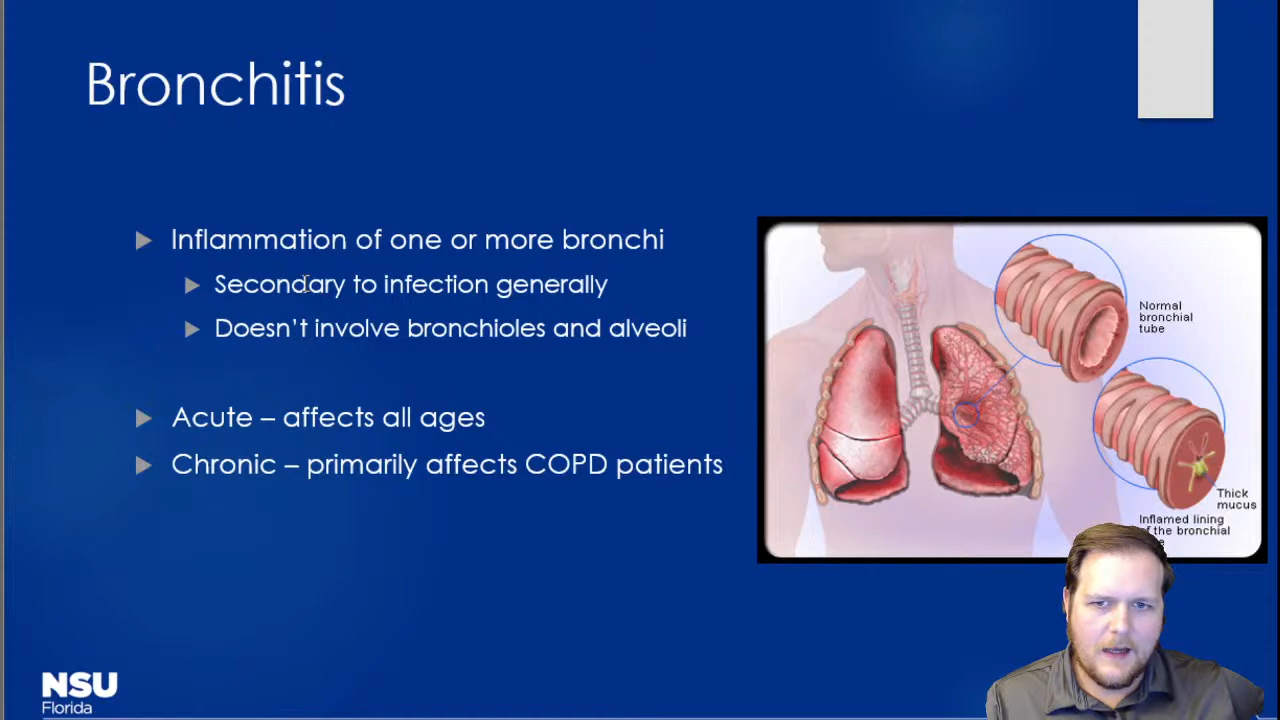 Bronchitis
Inflammation of one or more bronchi
Secondary to infection generally
Doesn't involve bronchioles and alveoli
Acute – affects all ages
Chronic – primarily affects COPD patients
Normal
bronchial
tube
Thick
mucus
Inflamed lining
of the bronchial
NSU
Florida